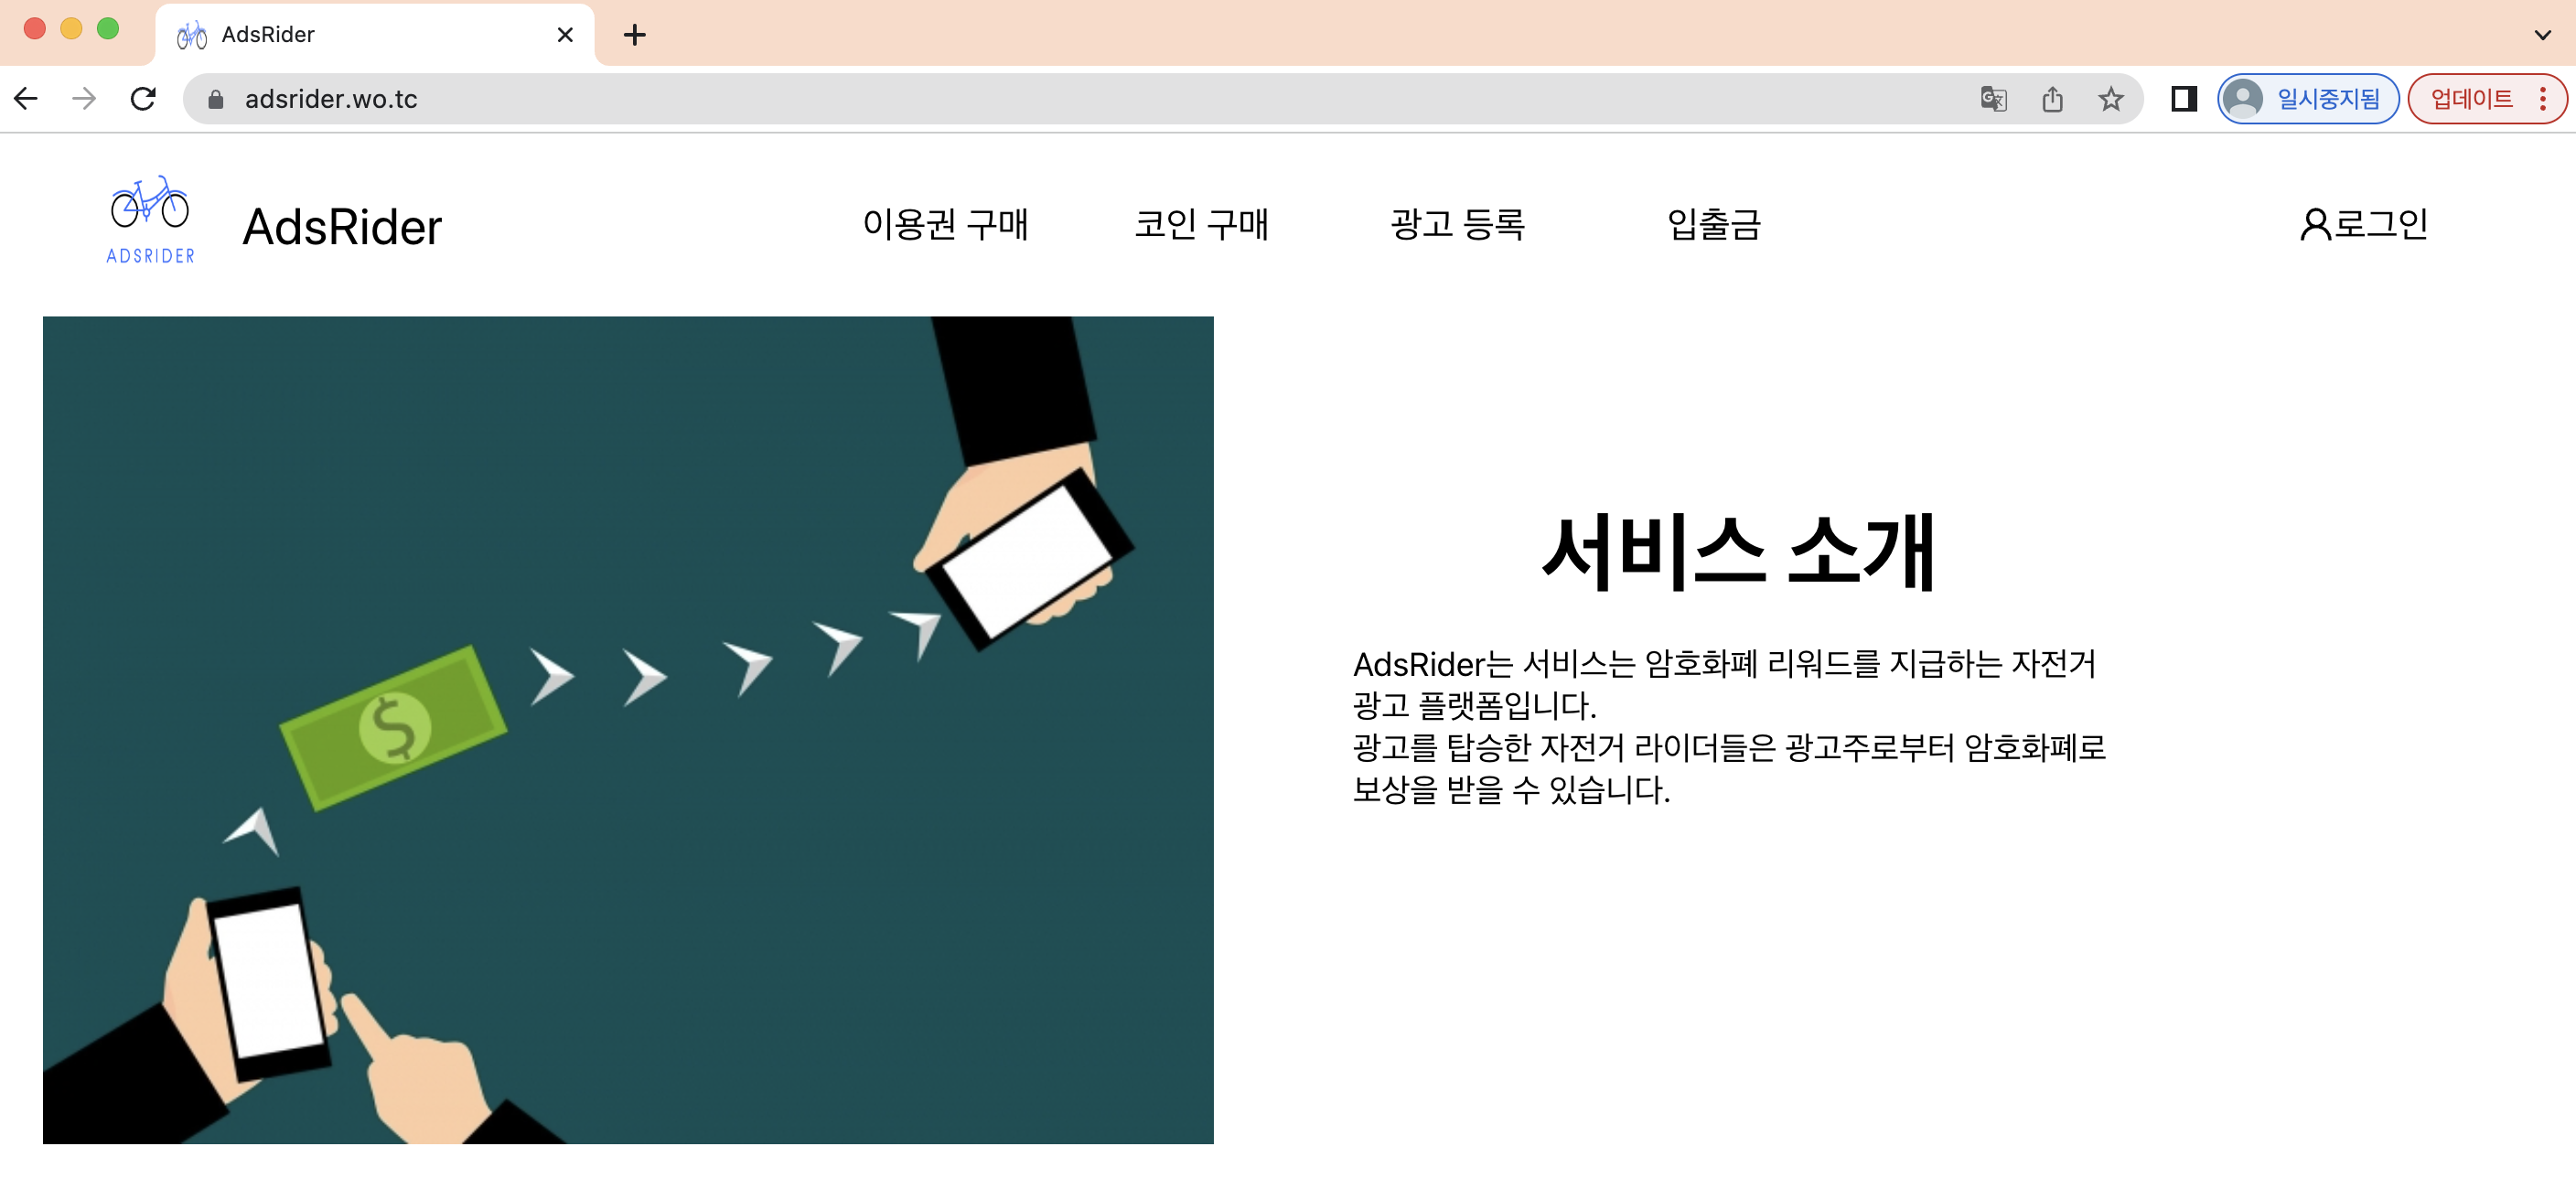 AdsRider
adsrider.wo.tc
일시중지됨
업데이트
ADSRIDER
AdsRider
이용권 구매
코인 구매
광고 등록
입출금
로그인
$
서비스 소개
AdsRider는 서비스는 암호화폐 리워드를 지급하는 자전거
광고 플랫폼입니다.
광고를 탑승한 자전거 라이더들은 광고주로부터 암호화폐로
보상을 받을 수 있습니다.